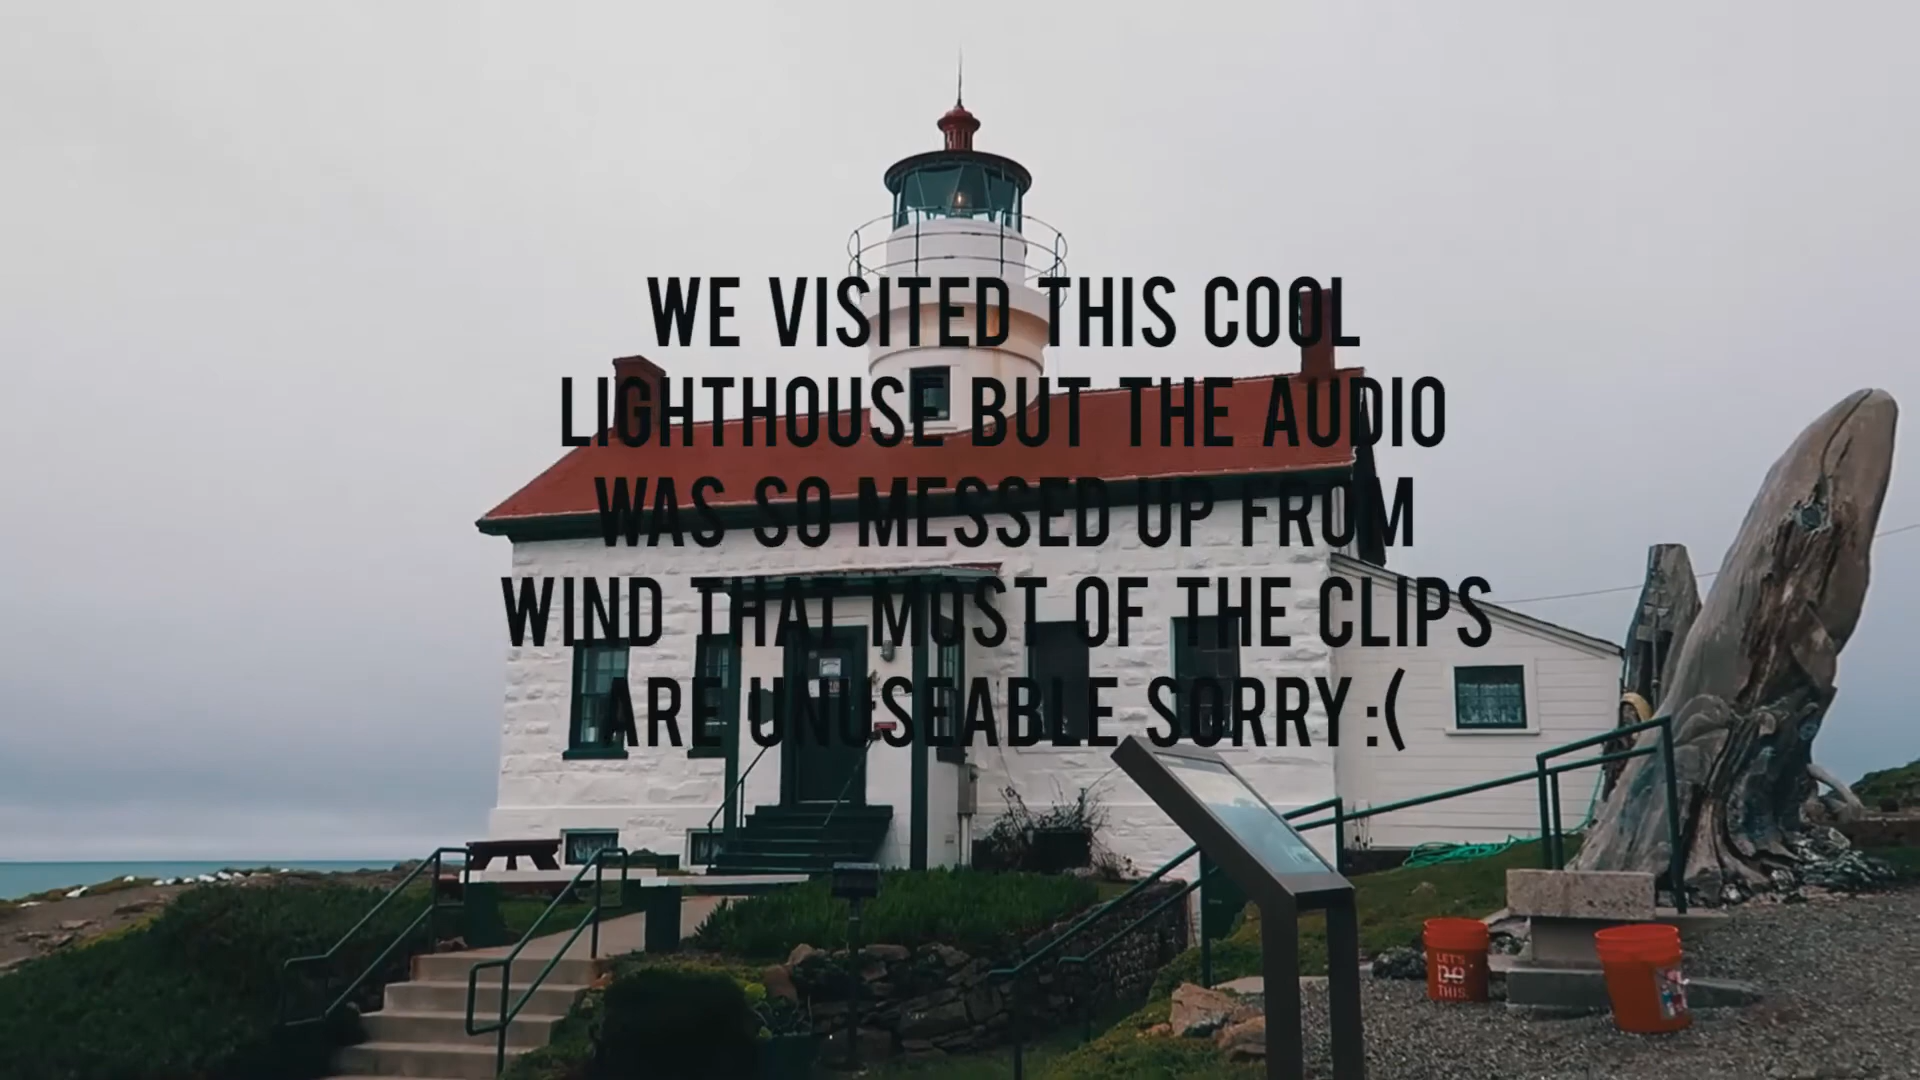 WE VISITED THIS COOL
LIGHTHOUSE BUT THE AUDIO
WAS SO MESSED UP FROM
WIND THAT MOST OF THE CLIPS
ARE UNUSEABLE SORRY :(
LET'S
DO
THIS.